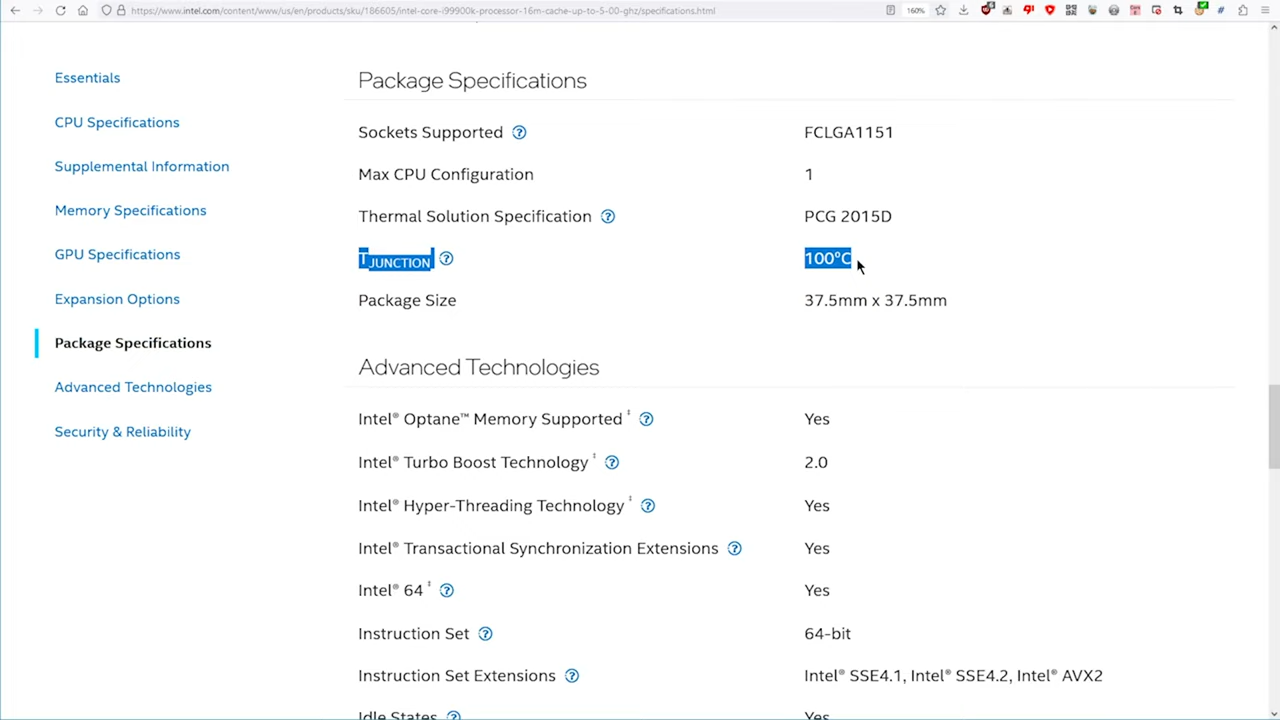 https://www.intel.com/content/www/us/en/products/sku/186605/intel-core-i99900k-processor-16m-cache-up-to-5-00-ghz/specifications.html
160%
Essentials
CPU Specifications
Supplemental Information
Memory Specifications
GPU Specifications
Expansion Options
Package Specifications
Advanced Technologies
Security & Reliability
Package Specifications
Sockets Supported ? FCLGA1151
Max CPU Configuration 1
Thermal Solution Specification ? PCG 2015D
TJUNCTION ? 100°C
Package Size 37.5mm x 37.5mm
Advanced Technologies
Intel® Optane™ Memory Supported ‡ ? Yes
Intel® Turbo Boost Technology ‡ ? 2.0
Intel® Hyper-Threading Technology ‡ ? Yes
Intel® Transactional Synchronization Extensions ? Yes
Intel® 64 ‡ ? Yes
Instruction Set ? 64-bit
Instruction Set Extensions ? Intel® SSE4.1, Intel® SSE4.2, Intel® AVX2
Idle States ? Yes